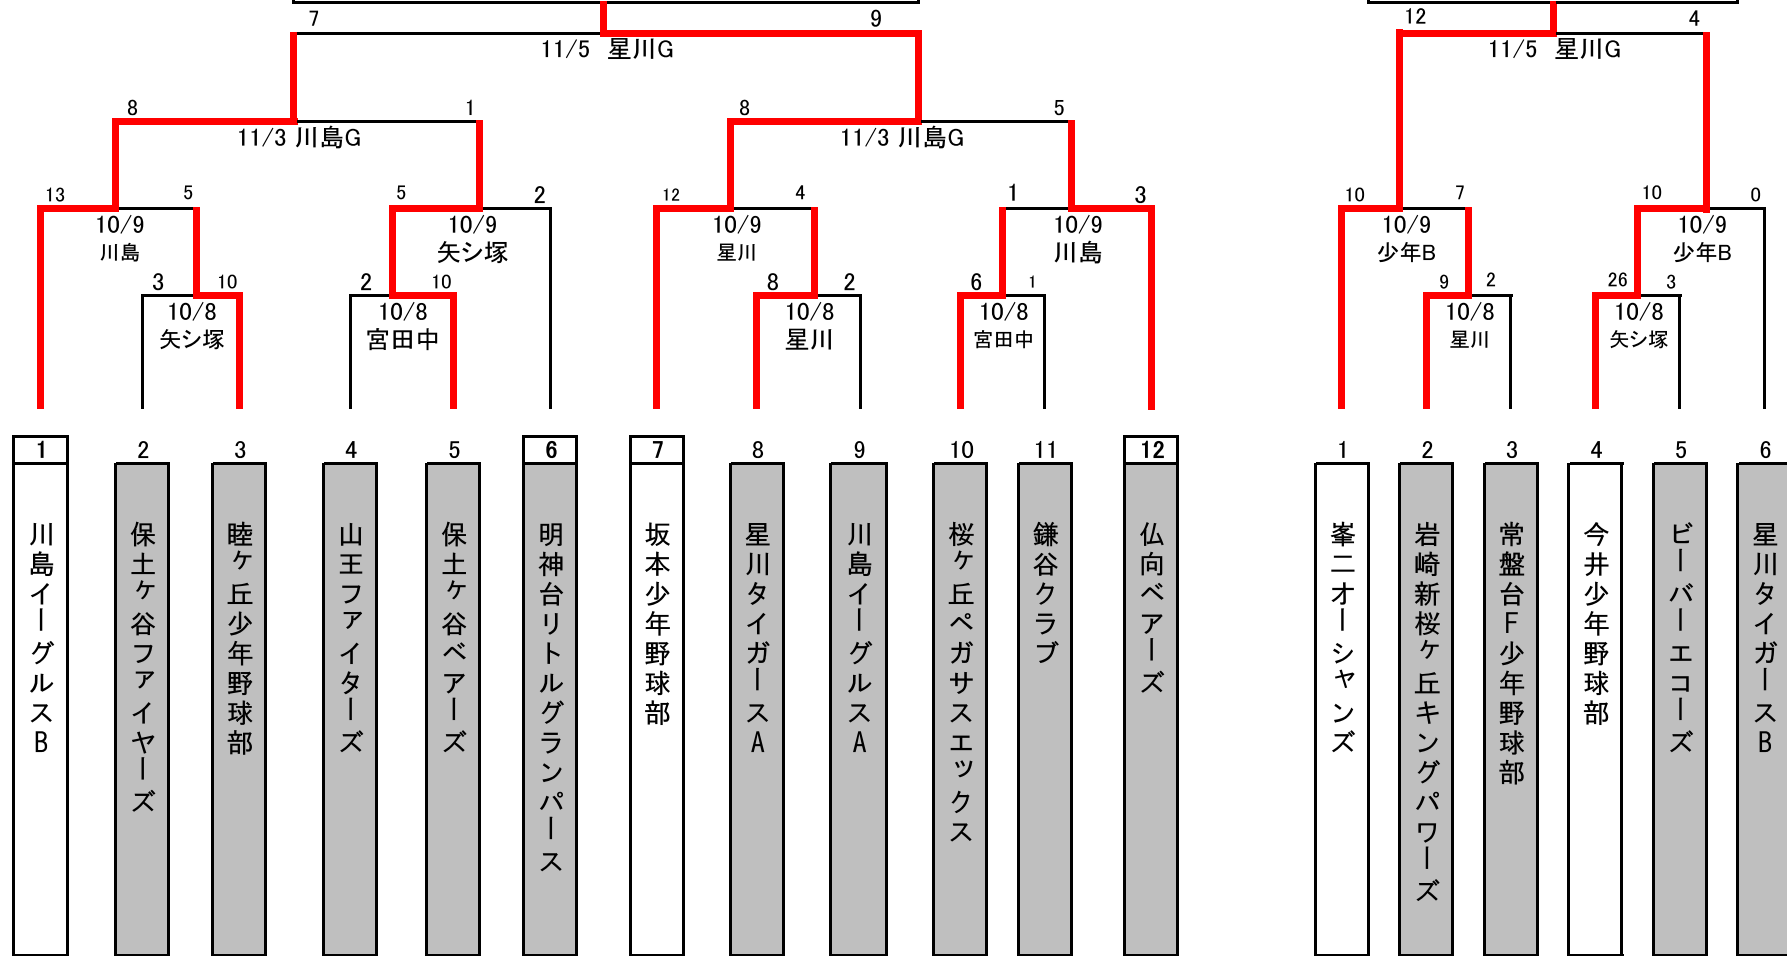 7 9 12 4
11/5 星川G 11/5 星川G
8 1 8 5
11/3 川島G 11/3 川島G
13 5 5 2 12 4 1 3 10 7 10 0
10/9 10/9 10/9 10/9 10/9 10/9
川島 矢シ塚 星川 川島 少年B 少年B
3 10 2 10 8 2 6 1 9 2 26 3
10/8 10/8 10/8 10/8 10/8 10/8
矢シ塚 宮田中 星川 宮田中 星川 矢シ塚
1 2 3 4 5 6 7 8 9 10 11 12 1 2 3 4 5 6
川島イーグルスB
保土ヶ谷ファイヤーズ
睦ヶ丘少年野球部
山王ファイターズ
保土ヶ谷ベアーズ
明神台リトルグランパース
坂本少年野球部
星川タイガースA
川島イーグルスA
桜ヶ丘ペガサスエックス
鎌谷クラブ
仏向ベアーズ
峯二オーシャンズ
岩崎新桜ヶ丘キングパワーズ
常盤台F少年野球部
今井少年野球部
ビーバーエコーズ
星川タイガースB